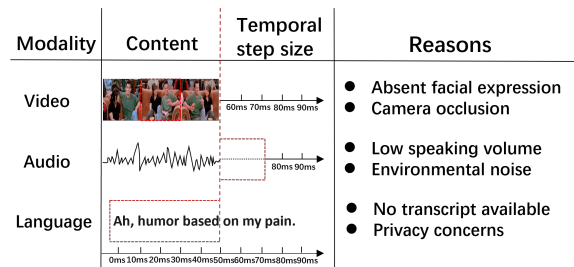 Modality Content Temporal step size Reasons
Video 60ms 70ms 80ms 90ms
● Absent facial expression
● Camera occlusion
Audio 80ms 90ms
● Low speaking volume
● Environmental noise
Language Ah, humor based on my pain.
● No transcript available
● Privacy concerns
0ms 10ms 20ms 30ms 40ms 50ms 60ms 70ms 80ms 90ms